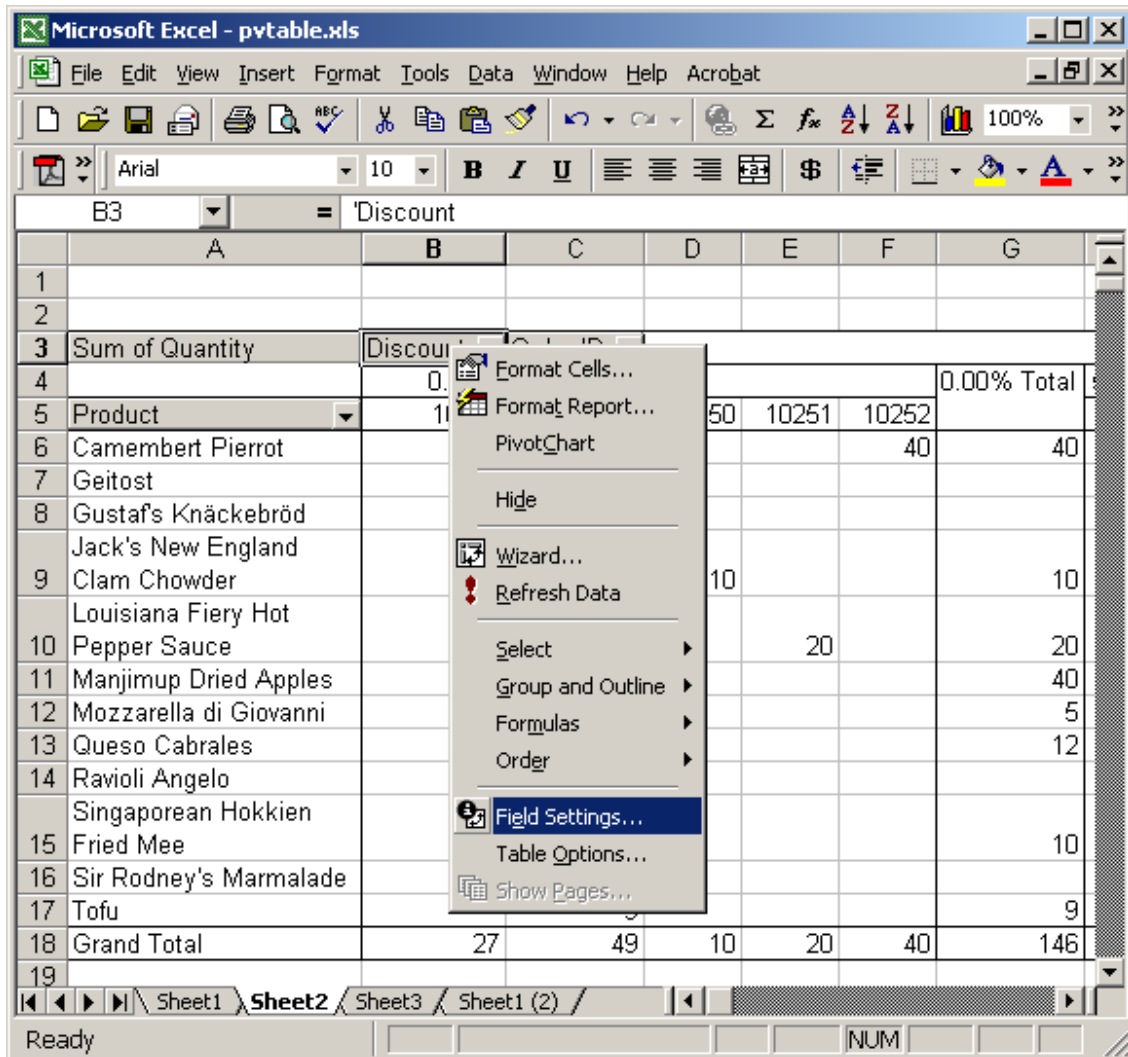 Microsoft Excel - pvtable.xls
File Edit View Insert Format Tools Data Window Help Acrobat
ABC Σ fx A Z Z A 100% »
» Arial 10 B I U $ A »
B3 = 'Discount
A B C D E F G
1
2
3 Sum of Quantity
4 0.00% Total
5 Product 50 10251 10252
6 Camembert Pierrot 40 40
7 Geitost
8 Gustaf's Knäckebröd
Jack's New England
9 Clam Chowder 10 10
Louisiana Fiery Hot
10 Pepper Sauce 20 20
11 Manjimup Dried Apples 40
12 Mozzarella di Giovanni 5
13 Queso Cabrales 12
14 Ravioli Angelo
Singaporean Hokkien
15 Fried Mee 10
16 Sir Rodney's Marmalade
17 Tofu 9
18 Grand Total 27 49 10 20 40 146
19
Format Cells...
Format Report...
PivotChart
Hide
Wizard...
Refresh Data
Select
Group and Outline
Formulas
Order
Field Settings...
Table Options...
Show Pages...
Sheet1 Sheet2 Sheet3 Sheet1 (2)
Ready NUM